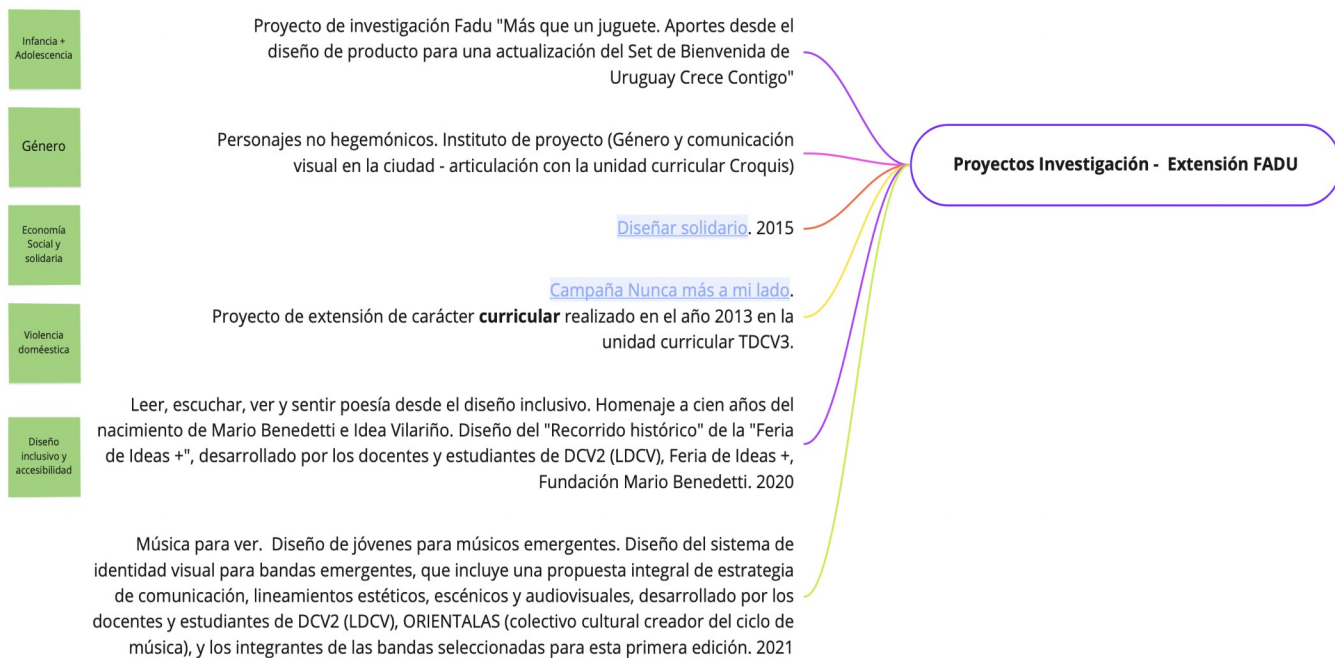 Infancia +
Adolescencia
Proyecto de investigación Fadu "Más que un juguete. Aportes desde el
diseño de producto para una actualización del Set de Bienvenida de
Uruguay Crece Contigo"
Género
Personajes no hegemónicos. Instituto de proyecto (Género y comunicación
visual en la ciudad - articulación con la unidad curricular Croquis)
Proyectos Investigación -  Extensión FADU
Economía
Social y
solidaria
Diseñar solidario. 2015
Violencia
doméestica
Campaña Nunca más a mi lado.
Proyecto de extensión de carácter curricular realizado en el año 2013 en la
unidad curricular TDCV3.
Diseño
inclusivo y
accesibilidad
Leer, escuchar, ver y sentir poesía desde el diseño inclusivo. Homenaje a cien años del
nacimiento de Mario Benedetti e Idea Vilariño. Diseño del "Recorrido histórico" de la "Feria
de Ideas +", desarrollado por los docentes y estudiantes de DCV2 (LDCV), Feria de Ideas +,
Fundación Mario Benedetti. 2020
Música para ver.  Diseño de jóvenes para músicos emergentes. Diseño del sistema de
identidad visual para bandas emergentes, que incluye una propuesta integral de estrategia
de comunicación, lineamientos estéticos, escénicos y audiovisuales, desarrollado por los
docentes y estudiantes de DCV2 (LDCV), ORIENTALAS (colectivo cultural creador del ciclo de
música), y los integrantes de las bandas seleccionadas para esta primera edición. 2021